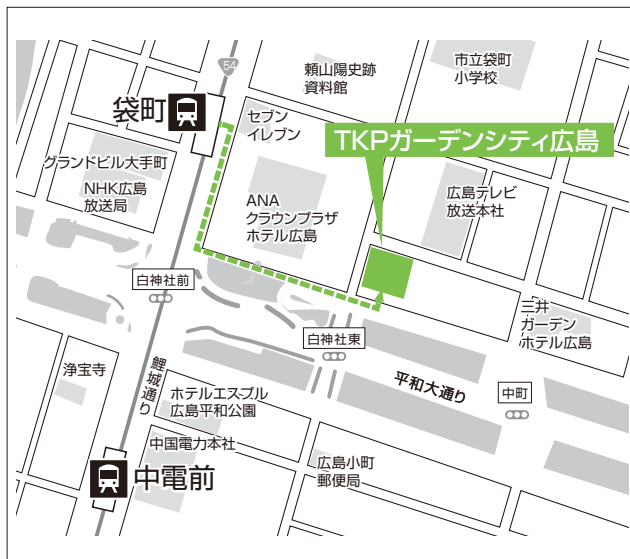 54
頼山陽史跡
資料館
市立袋町
小学校
袋町
セブン
イレブン
TKPガーデンシティ広島
グランドビル大手町
NHK広島
放送局
ANA
クラウンプラザ
ホテル広島
広島テレビ
放送本社
白神社前
三井
ガーデン
ホテル広島
白神社東
平和大通り
中町
浄宝寺
鯉城通り
ホテルエスプル
広島平和公園
中国電力本社
中電前
広島小町
郵便局